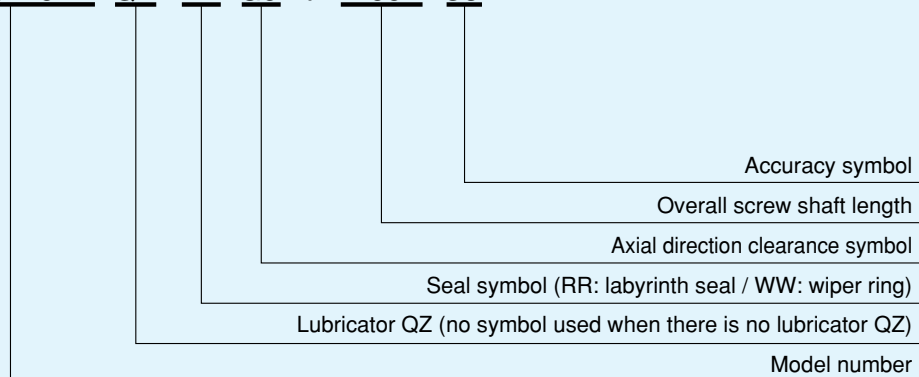 Accuracy symbol
Overall screw shaft length
Axial direction clearance symbol
Seal symbol (RR: labyrinth seal / WW: wiper ring)
Lubricator QZ (no symbol used when there is no lubricator QZ)
Model number